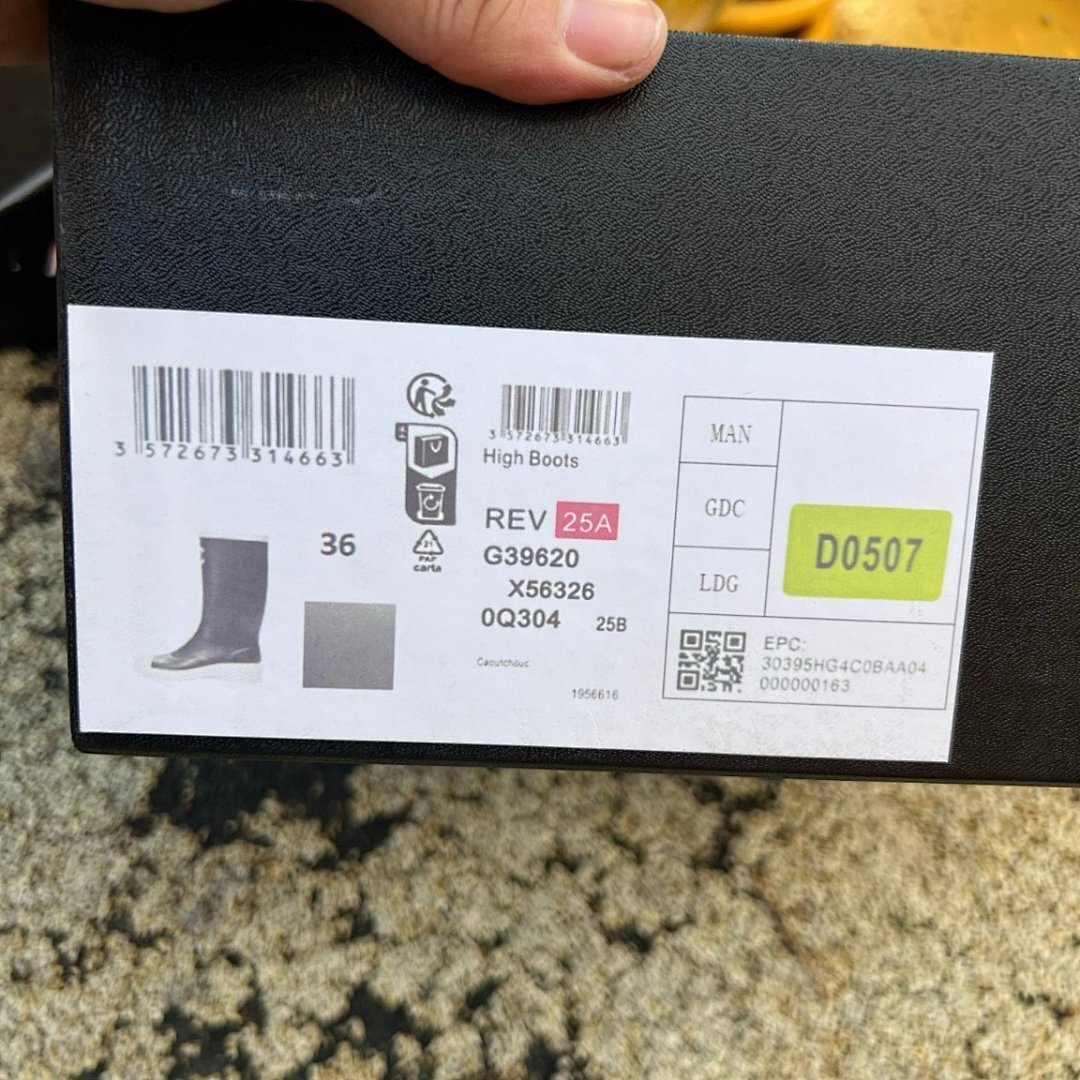 3 572673 314663
36
21
PAP
carta
3 572673 314663
High Boots
REV 25A
G39620
X56326
0Q304 25B
Caoutchouc
1956616
MAN
GDC
LDG
D0507
EPC:
30395HG4C0BAA04
000000163